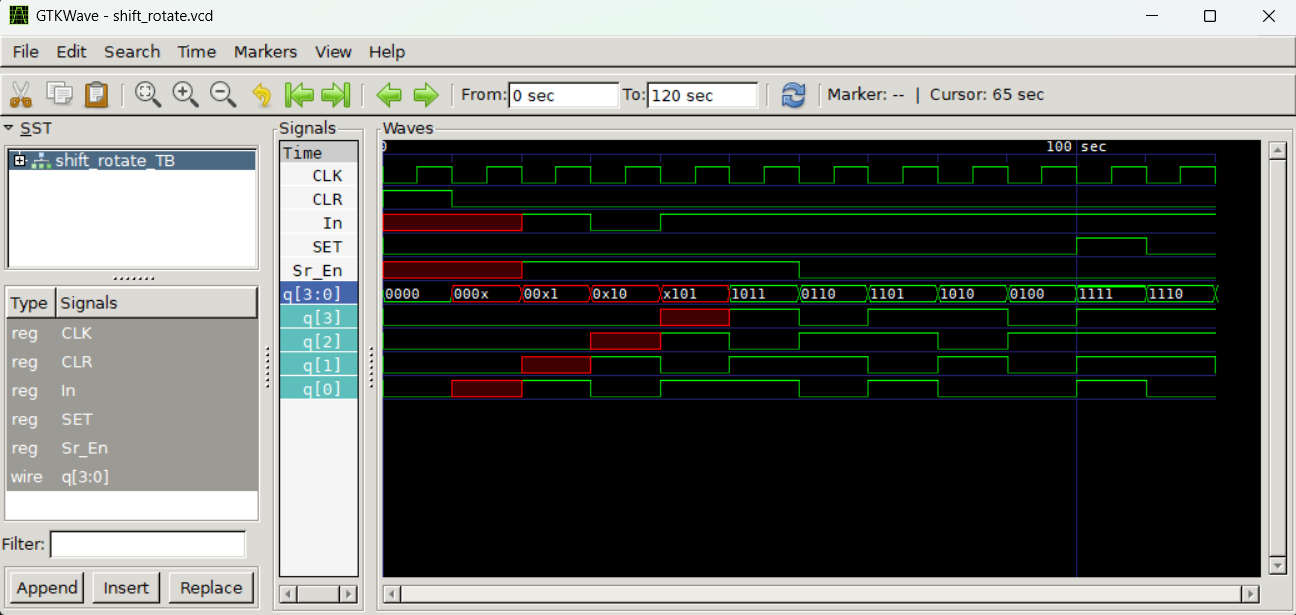 GTKWave - shift_rotate.vcd
File Edit Search Time Markers View Help
From: 0 sec To: 120 sec Marker: -- | Cursor: 65 sec
SST
shift_rotate_TB
Type Signals
reg CLK
reg CLR
reg In
reg SET
reg Sr_En
wire q[3:0]
Filter:
Append Insert Replace
Signals
Time
CLK
CLR
In
SET
Sr_En
q[3:0]
q[3]
q[2]
q[1]
q[0]
Waves
0 100 sec
0000 000x 00x1 0x10 x101 1011 0110 1101 1010 0100 1111 1110